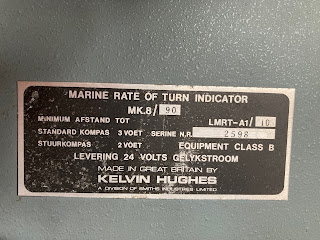 MARINE RATE OF TURN INDICATOR
MK.8/ 90
MINIMUM AFSTAND TOT LMRT-A1/ 10
STANDARD KOMPAS 3 VOET SERINE N.R. 2598
STUURKOMPAS 2 VOET EQUIPMENT CLASS B
LEVERING 24 VOLTS GELYKSTROOM
MADE IN GREAT BRITAIN BY
KELVIN HUGHES
A DIVISION OF SMITHS INDUSTRIES LIMITED